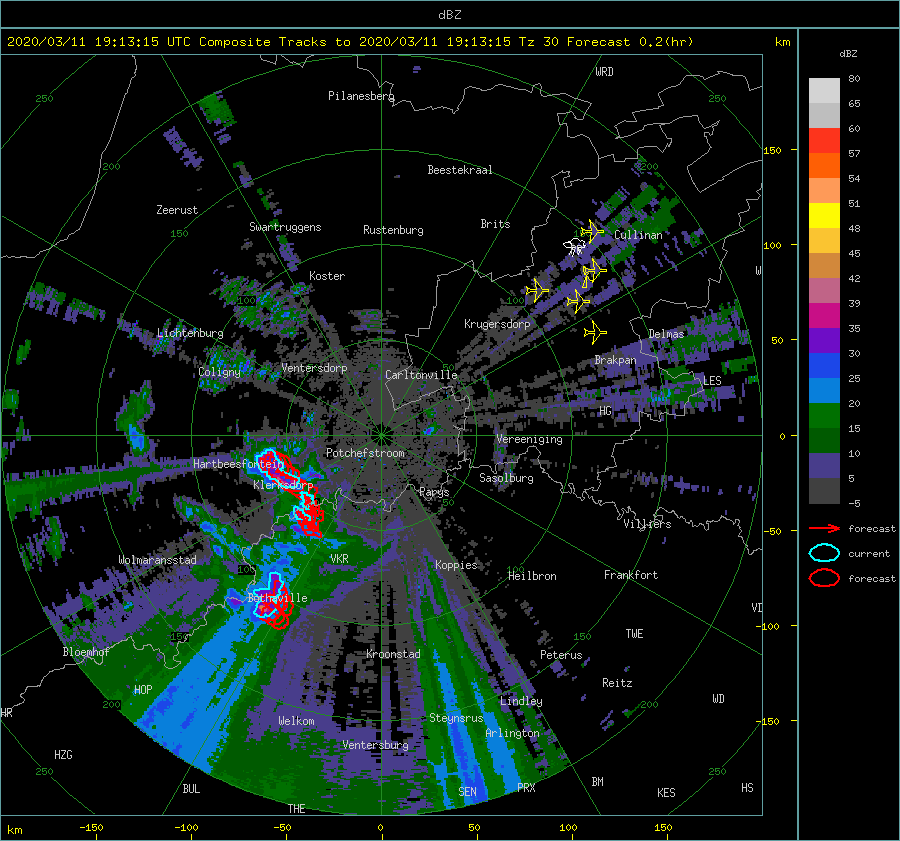 dBZ
2020/03/11 19:13:15 UTC Composite Tracks to 2020/03/11 19:13:15 Tz 30 Forecast 0.2(hr)
km
dBZ
80
65
60
57
54
51
48
45
42
39
35
30
25
20
15
10
5
-5
forecast
current
forecast
WRD
Pilanesberg
250
250
150
200
200
Beestekraal
Zeerust
Swartruggens
Rustenburg
Brits
150
Cullinan
100
Koster
W
100
100
Krugersdorp
Lichtenburg
Delmas
50
Brakpan
Coligny
Ventersdorp
Carltonville
LES
HG
Vereeniging
0
Potchefstroom
Hartbeesfontein
Klerksdorp
Parys
Sasolburg
50
Villiers
-50
VKR
Wolmaransstad
Koppies
100
100
Heilbron
Frankfort
Bothaville
VD
-100
150
150
TWE
Bloemhof
Kroonstad
Peterus
HOP
Reitz
WD
200
200
Lindley
HR
Welkom
Steynsrus
-150
Arlington
Ventersburg
HZG
250
250
BM
BUL
SEN
PRX
KES
HS
THE
km
-150
-100
-50
0
50
100
150